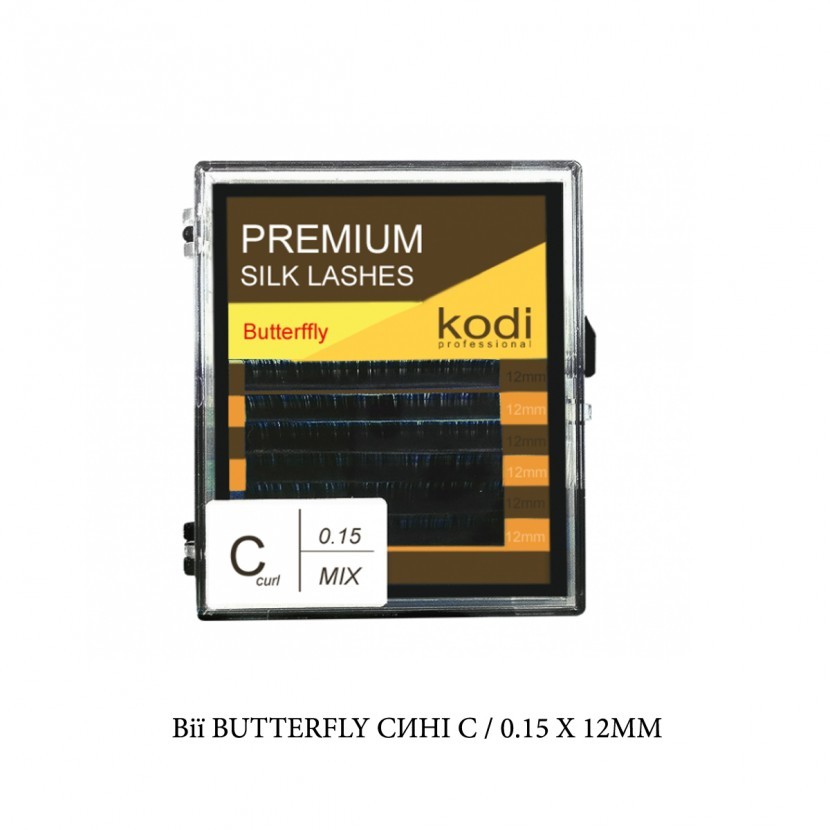 PREMIUM
SILK LASHES
Butterffly
kodi
professional
12mm
12mm
12mm
12mm
12mm
12mm
C curl
0.15
MIX
Вії BUTTERFLY СИНІ C / 0.15 X 12ММ